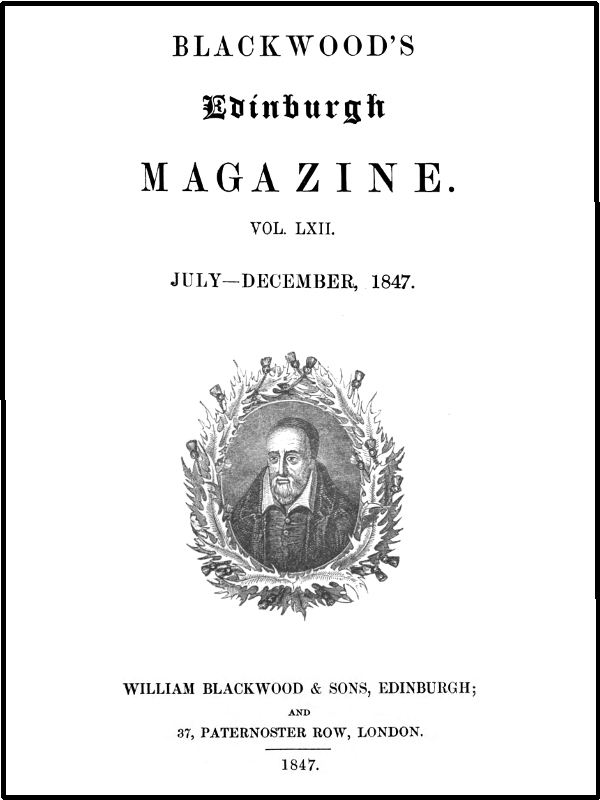 BLACKWOOD'S
Edinburgh
MAGAZINE.
VOL. LXII.
JULY—DECEMBER, 1847.
WILLIAM BLACKWOOD & SONS, EDINBURGH;
AND
37, PATERNOSTER ROW, LONDON.
1847.